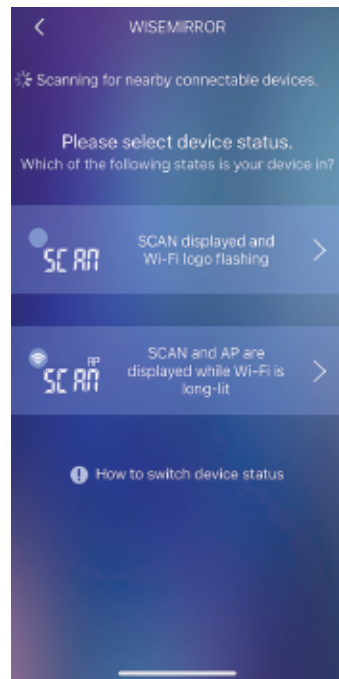 WISEMIRROR
Scanning for nearby connectable devices.
Please select device status.
Which of the following states is your device in?
SCAN
SCAN displayed and
Wi-Fi logo flashing
AP
SCAN
SCAN and AP are
displayed while Wi-Fi is
long-lit
How to switch device status